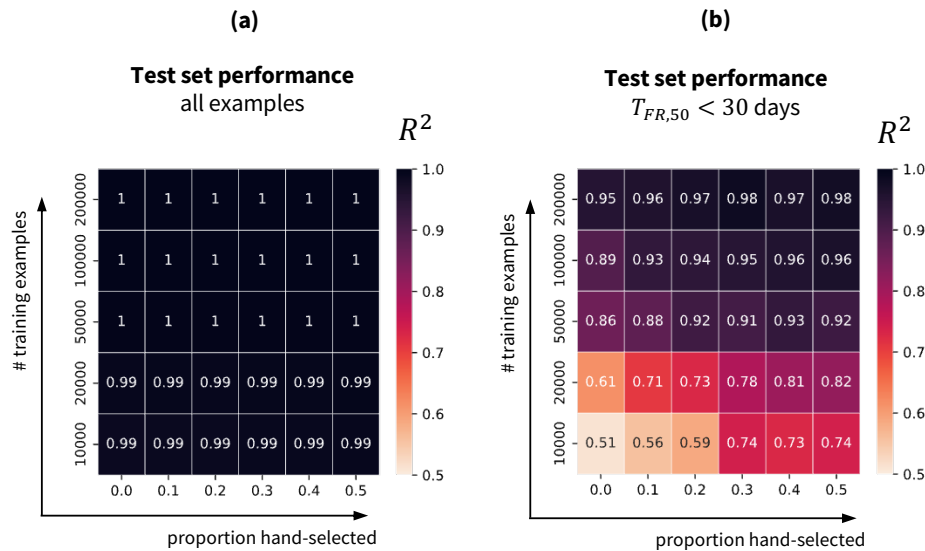 (a)
Test set performance
all examples
R²
# training examples
200000 1 1 1 1 1 1
100000 1 1 1 1 1 1
50000 1 1 1 1 1 1
20000 0.99 0.99 0.99 0.99 0.99 0.99
10000 0.99 0.99 0.99 0.99 0.99 0.99
0.0 0.1 0.2 0.3 0.4 0.5
proportion hand-selected
1.0
0.9
0.8
0.7
0.6
0.5
(b)
Test set performance
T_{FR,50} < 30 days
R²
# training examples
200000 0.95 0.96 0.97 0.98 0.97 0.98
100000 0.89 0.93 0.94 0.95 0.96 0.96
50000 0.86 0.88 0.92 0.91 0.93 0.92
20000 0.61 0.71 0.73 0.78 0.81 0.82
10000 0.51 0.56 0.59 0.74 0.73 0.74
0.0 0.1 0.2 0.3 0.4 0.5
proportion hand-selected
1.0
0.9
0.8
0.7
0.6
0.5